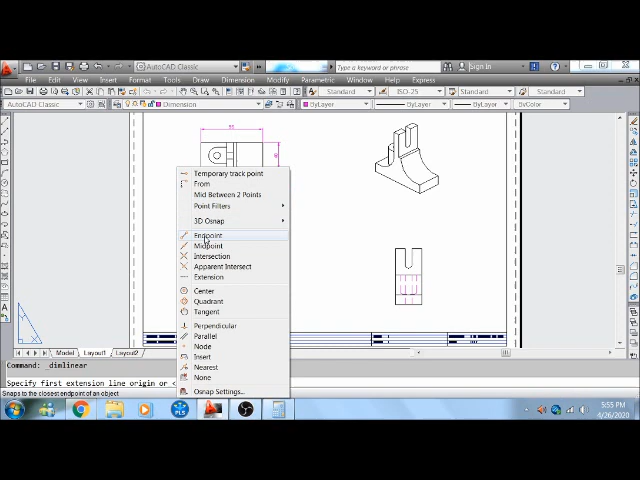 AutoCAD Classic
Type a keyword or phrase
Sign In
File Edit View Insert Format Tools Draw Dimension Modify Parametric Window Help Express
Standard ISO-25 Standard Standard
AutoCAD Classic Dimension ByLayer ByLayer ByLayer ByColor
Temporary track point
From
Mid Between 2 Points
Point Filters
3D Osnap
Endpoint
Midpoint
Intersection
Apparent Intersect
Extension
Center
Quadrant
Tangent
Perpendicular
Parallel
Node
Insert
Nearest
None
Osnap Settings...
X
Model Layout1 Layout2
Command: _dimlinear
Specify first extension line origin or <
Snaps to the closest endpoint of an object
PLS
5:55 PM
4/26/2020